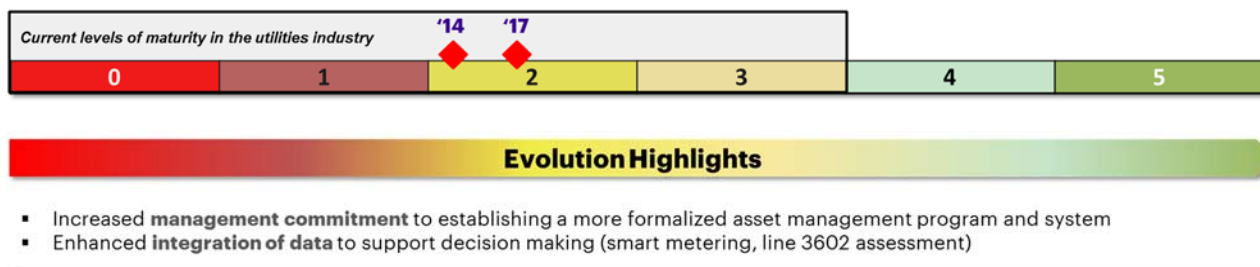 ‘14 ‘17
Current levels of maturity in the utilities industry
0 1 2 3 4 5
Evolution Highlights
▪ Increased management commitment to establishing a more formalized asset management program and system
▪ Enhanced integration of data to support decision making (smart metering, line 3602 assessment)